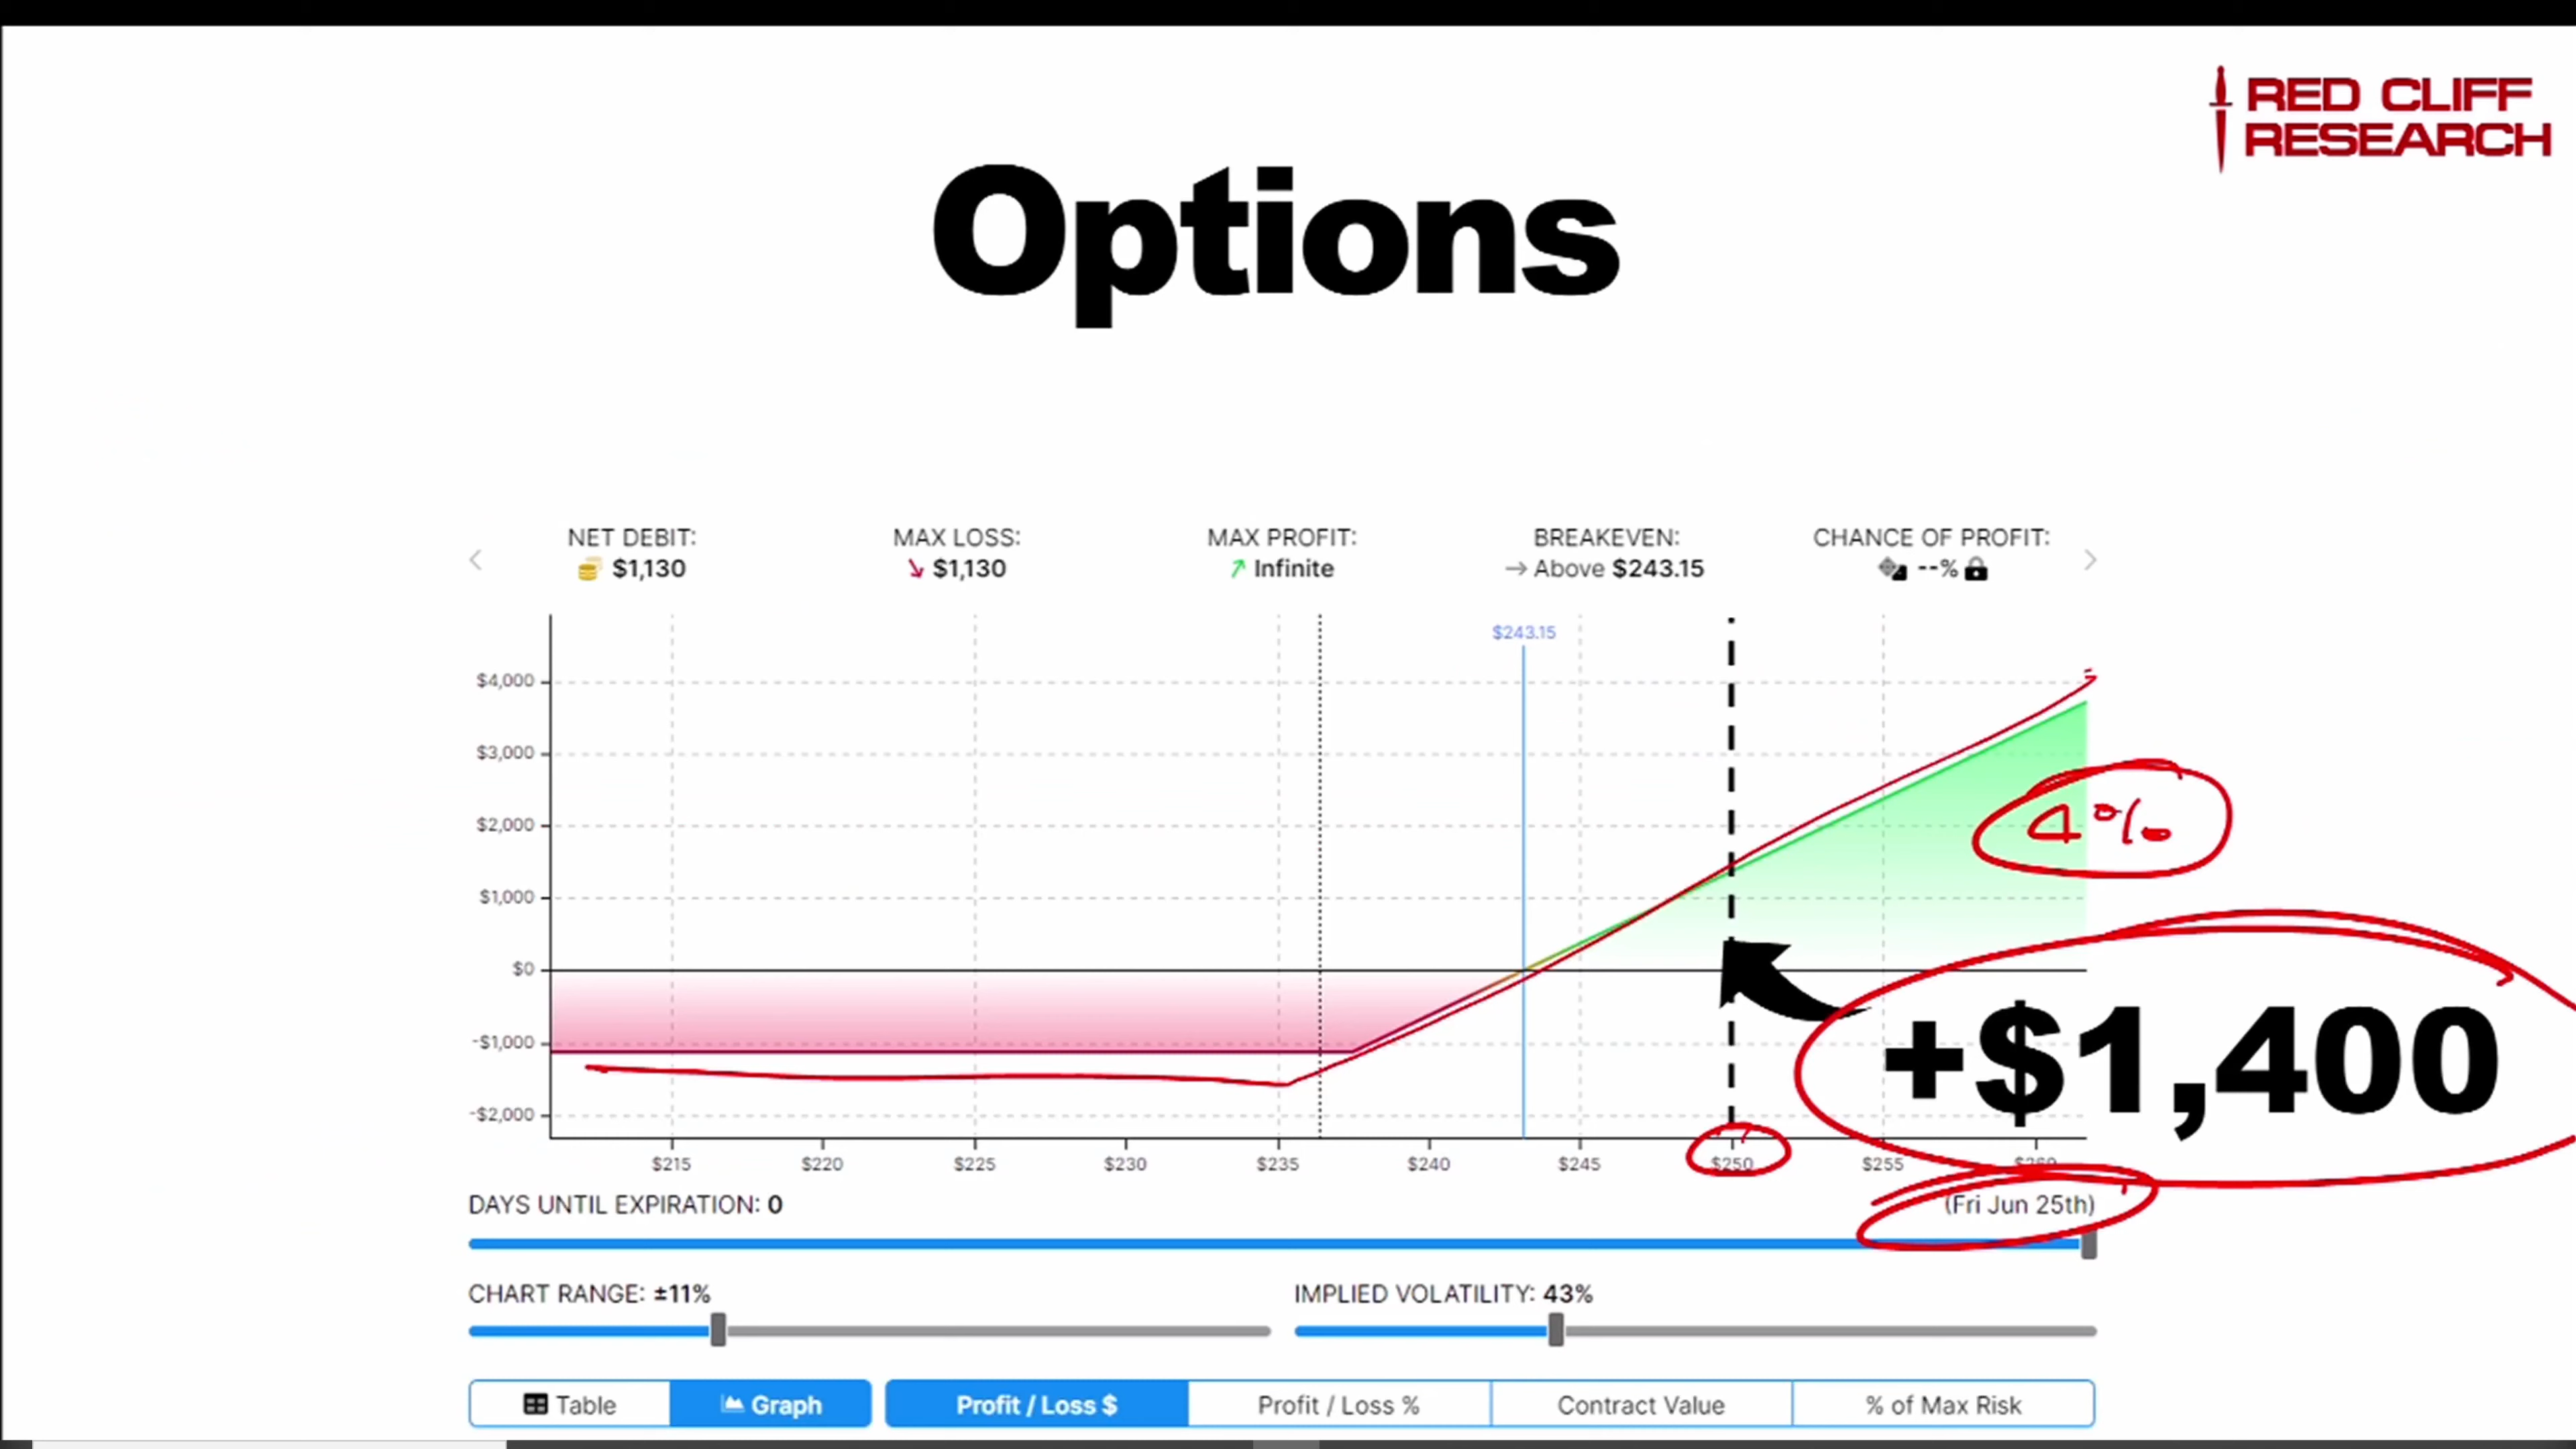 RED CLIFF
RESEARCH
Options
NET DEBIT:
$1,130
MAX LOSS:
$1,130
MAX PROFIT:
Infinite
BREAKEVEN:
Above $243.15
CHANCE OF PROFIT:
--%
$243.15
$4,000
$3,000
$2,000
$1,000
$0
-$1,000
-$2,000
4%
+$1,400
$215 $220 $225 $230 $235 $240 $245 $250 $255 $260
DAYS UNTIL EXPIRATION: 0
(Fri Jun 25th)
CHART RANGE: ±11%
IMPLIED VOLATILITY: 43%
Table Graph Profit / Loss $ Profit / Loss % Contract Value % of Max Risk